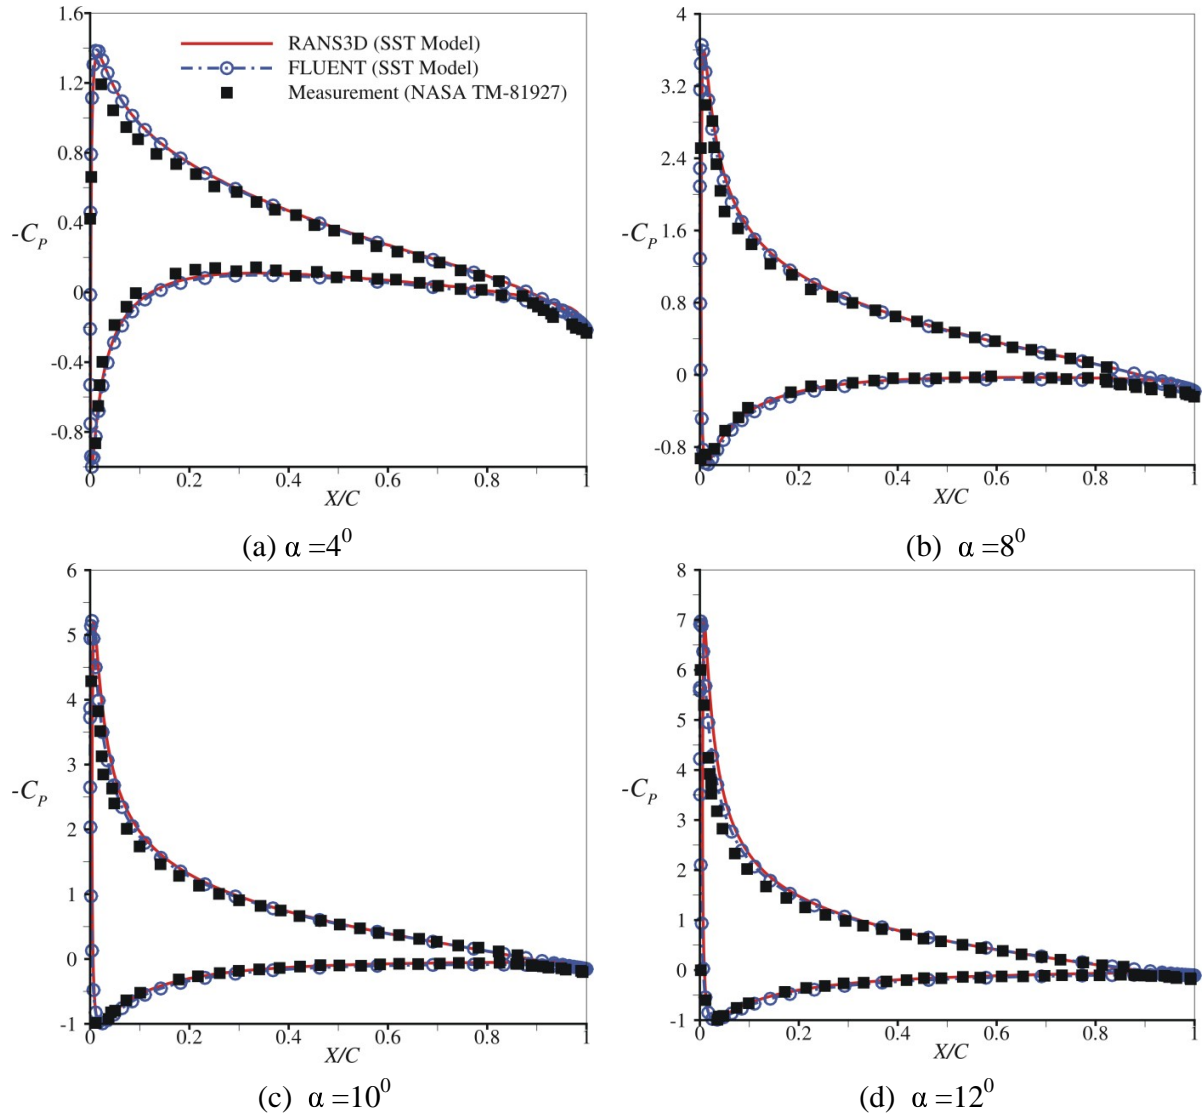 1.6
1.2
0.8
0.4
0
-0.4
-0.8
-C_P
RANS3D (SST Model)
FLUENT (SST Model)
Measurement (NASA TM-81927)
0 0.2 0.4 0.6 0.8 1
X/C
(a) α =4⁰
4
3.2
2.4
1.6
0.8
0
-0.8
-C_P
0 0.2 0.4 0.6 0.8 1
X/C
(b) α =8⁰
6
5
4
3
2
1
0
-1
-C_P
0 0.2 0.4 0.6 0.8 1
X/C
(c) α =10⁰
8
7
6
5
4
3
2
1
0
-1
-C_P
0 0.2 0.4 0.6 0.8 1
X/C
(d) α =12⁰